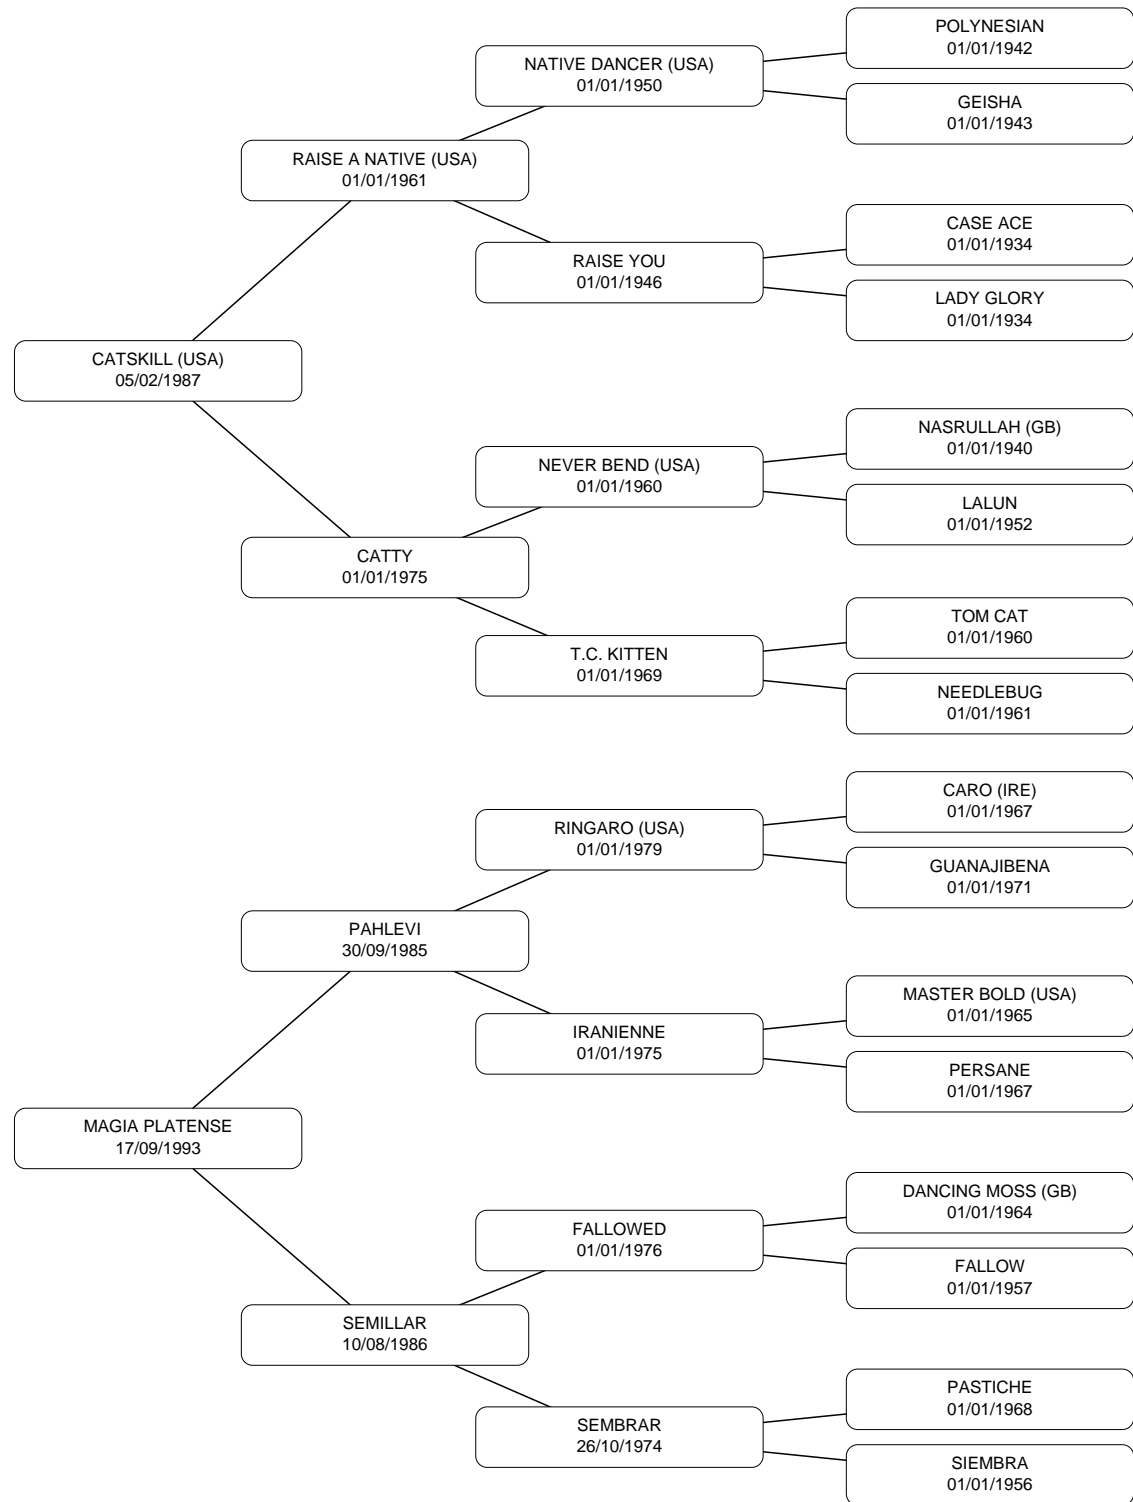 POLYNESIAN
01/01/1942
NATIVE DANCER (USA)
01/01/1950
GEISHA
01/01/1943
RAISE A NATIVE (USA)
01/01/1961
CASE ACE
01/01/1934
RAISE YOU
01/01/1946
LADY GLORY
01/01/1934
CATSKILL (USA)
05/02/1987
NASRULLAH (GB)
01/01/1940
NEVER BEND (USA)
01/01/1960
LALUN
01/01/1952
CATTY
01/01/1975
TOM CAT
01/01/1960
T.C. KITTEN
01/01/1969
NEEDLEBUG
01/01/1961
CARO (IRE)
01/01/1967
RINGARO (USA)
01/01/1979
GUANAJIBENA
01/01/1971
PAHLEVI
30/09/1985
MASTER BOLD (USA)
01/01/1965
IRANIENNE
01/01/1975
PERSANE
01/01/1967
MAGIA PLATENSE
17/09/1993
DANCING MOSS (GB)
01/01/1964
FALLOWED
01/01/1976
FALLOW
01/01/1957
SEMILLAR
10/08/1986
PASTICHE
01/01/1968
SEMBRAR
26/10/1974
SIEMBRA
01/01/1956